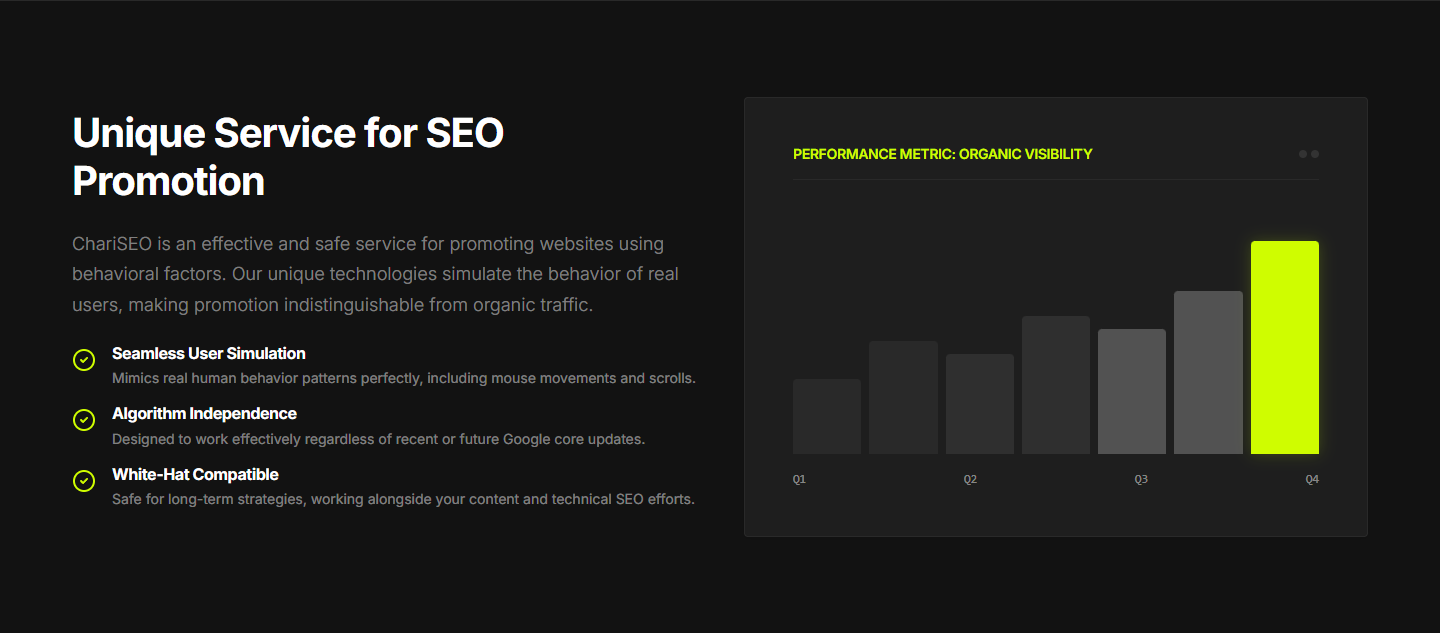 Unique Service for SEO
Promotion
ChariSEO is an effective and safe service for promoting websites using
behavioral factors. Our unique technologies simulate the behavior of real
users, making promotion indistinguishable from organic traffic.
Seamless User Simulation
Mimics real human behavior patterns perfectly, including mouse movements and scrolls.
Algorithm Independence
Designed to work effectively regardless of recent or future Google core updates.
White-Hat Compatible
Safe for long-term strategies, working alongside your content and technical SEO efforts.
PERFORMANCE METRIC: ORGANIC VISIBILITY
Q1 Q2 Q3 Q4